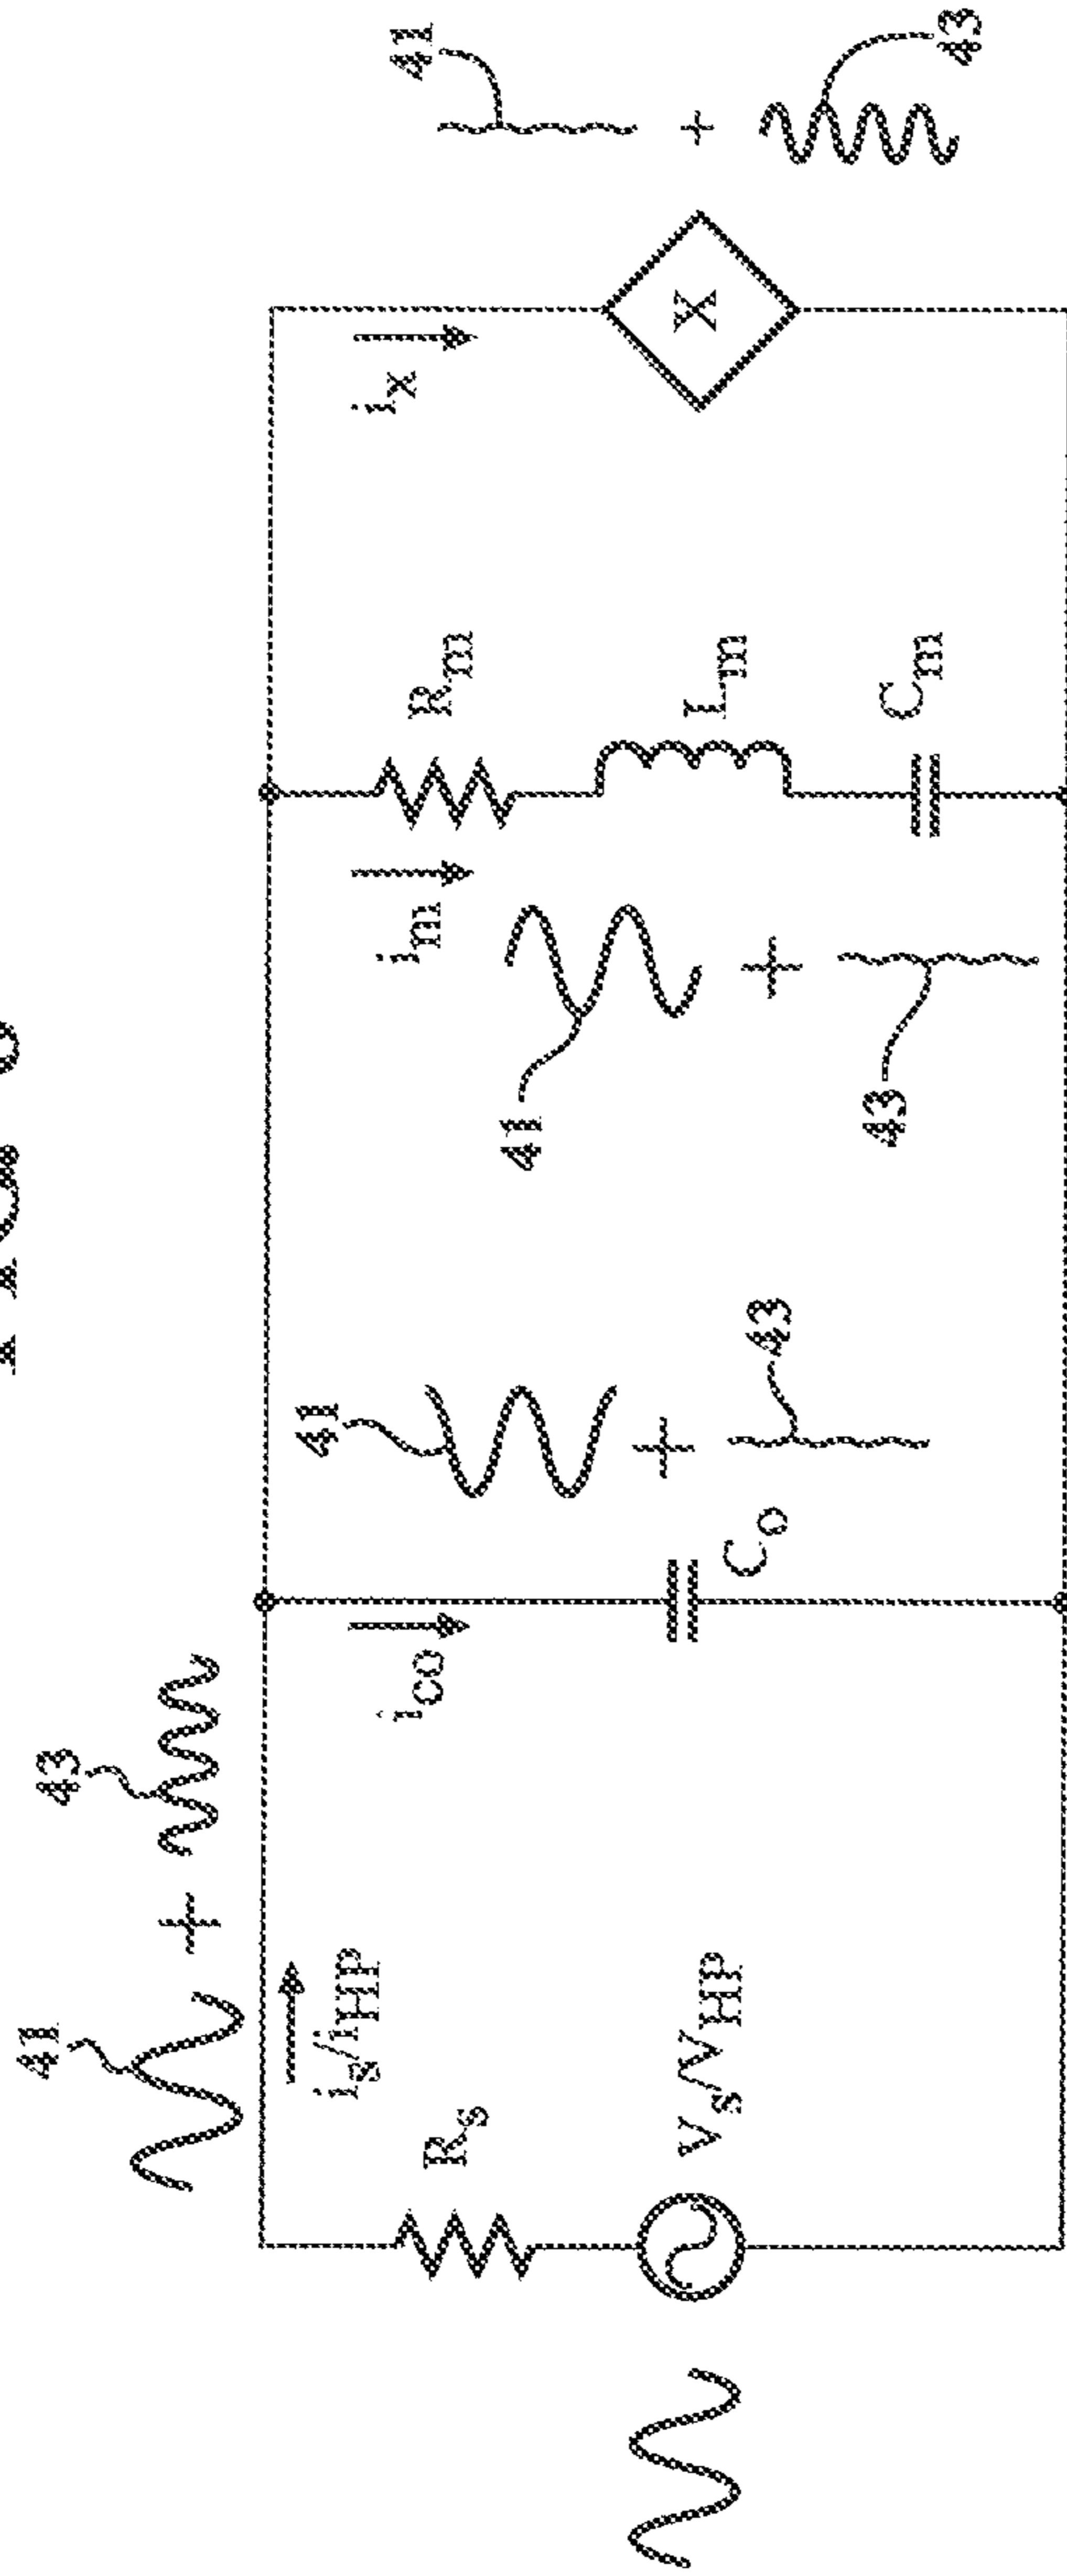 41
+
43
i_s/i_HP
R_s
V_s/V_HP
i_co
C_o
41
+
43
i_m
41
+
43
R_m
L_m
C_m
i_x
X
41
+
43